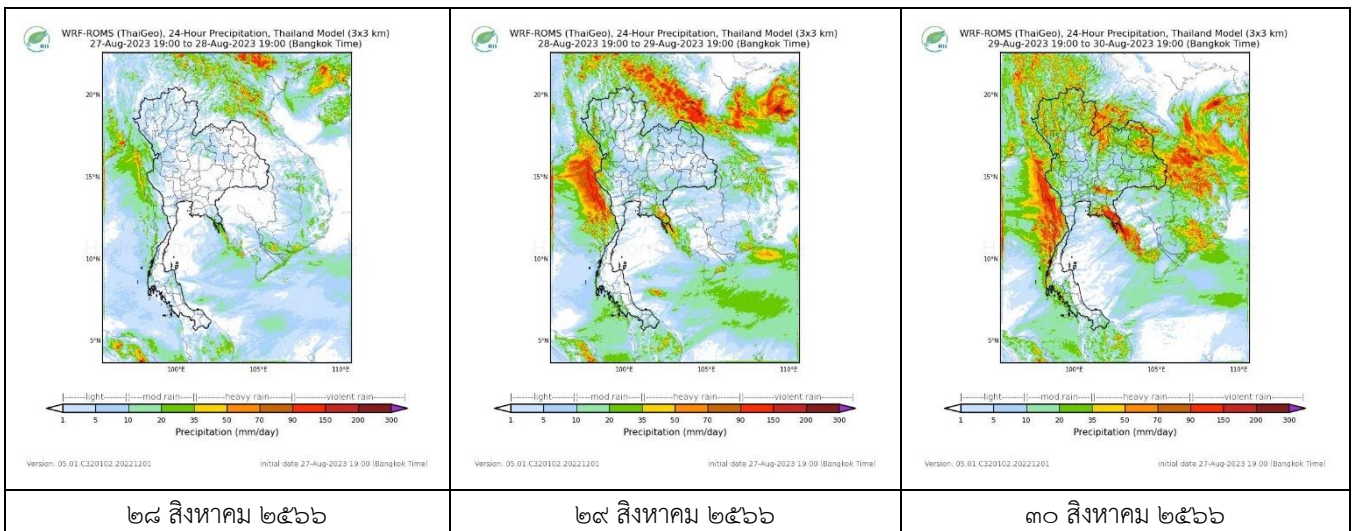 WRF-ROMS (ThaiGeo), 24-Hour Precipitation, Thailand Model (3x3 km)
27-Aug-2023 19:00 to 28-Aug-2023 19:00 (Bangkok Time)
20°N
15°N
10°N
5°N
100°E 105°E 110°E
|-------light------||----mod.rain-----||---------heavy rain-------||-------violent rain---------|
1 5 10 20 35 50 70 90 150 200 300
Precipitation (mm/day)
Version: 05.01 C320102.20221201 initial date 27-Aug-2023 19:00 (Bangkok Time)
๒๘ สิงหาคม ๒๕๖๖
WRF-ROMS (ThaiGeo), 24-Hour Precipitation, Thailand Model (3x3 km)
28-Aug-2023 19:00 to 29-Aug-2023 19:00 (Bangkok Time)
20°N
15°N
10°N
5°N
100°E 105°E 110°E
|-------light------||----mod.rain-----||---------heavy rain-------||-------violent rain---------|
1 5 10 20 35 50 70 90 150 200 300
Precipitation (mm/day)
Version: 05.01 C320102.20221201 initial date 27-Aug-2023 19:00 (Bangkok Time)
๒๙ สิงหาคม ๒๕๖๖
WRF-ROMS (ThaiGeo), 24-Hour Precipitation, Thailand Model (3x3 km)
29-Aug-2023 19:00 to 30-Aug-2023 19:00 (Bangkok Time)
20°N
15°N
10°N
5°N
100°E 105°E 110°E
|-------light------||----mod.rain-----||---------heavy rain-------||-------violent rain---------|
1 5 10 20 35 50 70 90 150 200 300
Precipitation (mm/day)
Version: 05.01 C320102.20221201 initial date 27-Aug-2023 19:00 (Bangkok Time)
๓๐ สิงหาคม ๒๕๖๖